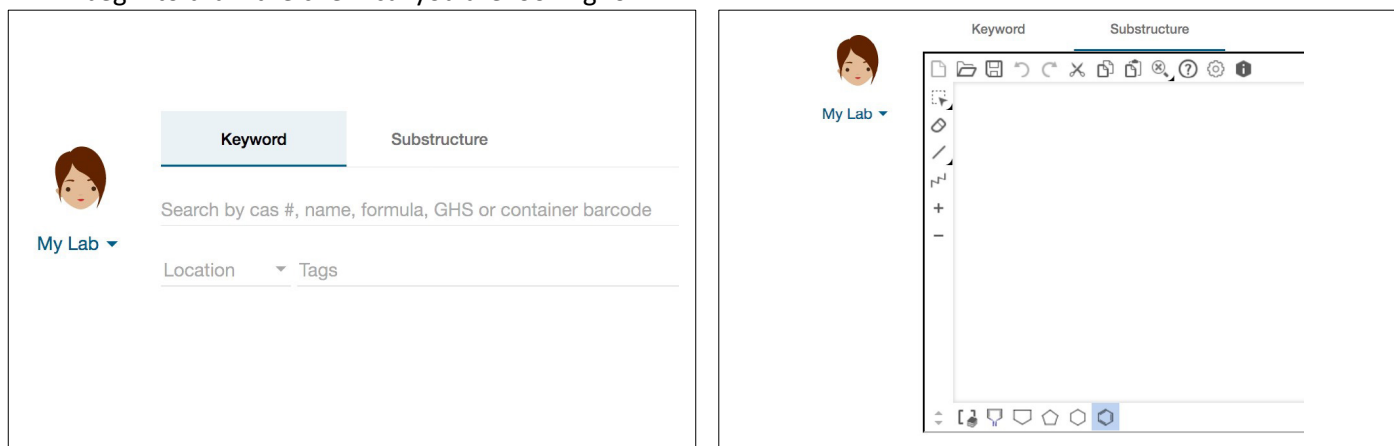 Keyword Substructure
Search by cas #, name, formula, GHS or container barcode
My Lab
Location Tags
Keyword Substructure
My Lab